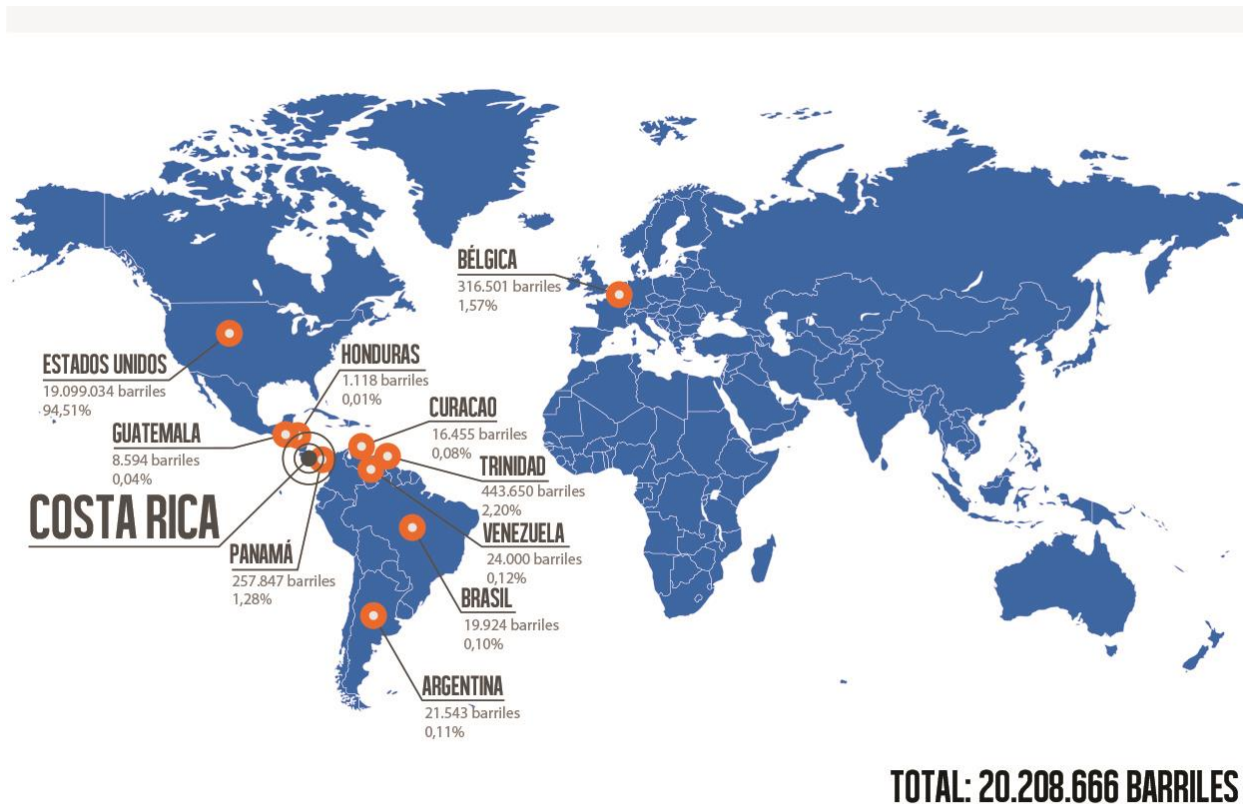 BÉLGICA
316.501 barriles
1,57%
ESTADOS UNIDOS
19.099.034 barriles
94,51%
HONDURAS
1.118 barriles
0,01%
GUATEMALA
8.594 barriles
0,04%
CURACAO
16.455 barriles
0,08%
TRINIDAD
443.650 barriles
2,20%
COSTA RICA
PANAMÁ
257.847 barriles
1,28%
VENEZUELA
24.000 barriles
0,12%
BRASIL
19.924 barriles
0,10%
ARGENTINA
21.543 barriles
0,11%
TOTAL: 20.208.666 BARRILES